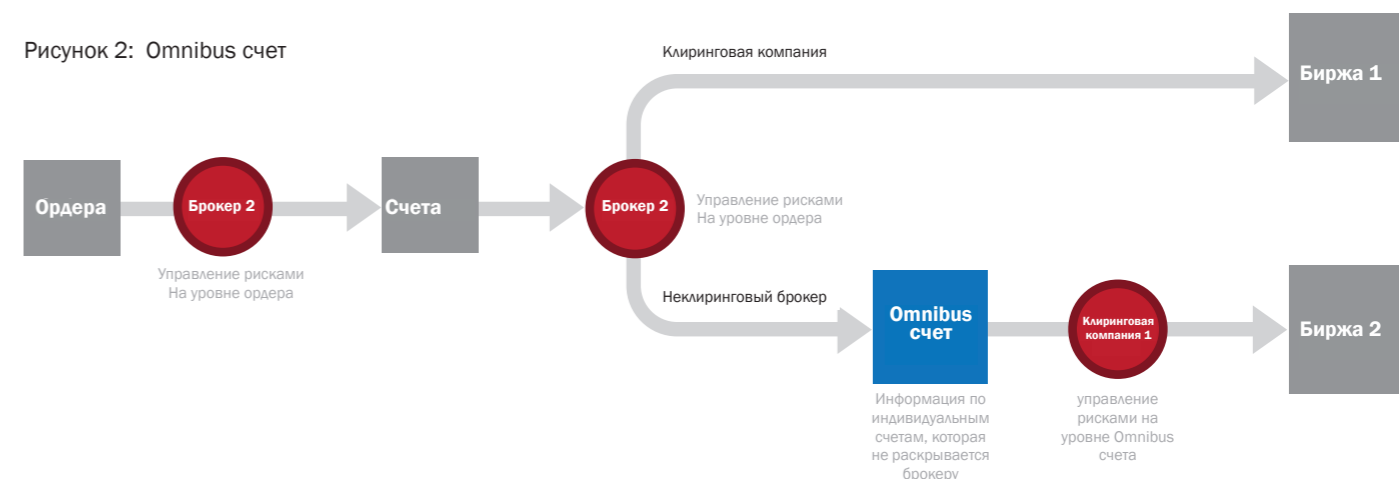 Рисунок 2: Omnibus счет
Клиринговая компания
Биржа 1
Ордера
Брокер 2
Счета
Брокер 2
Управление рисками
На уровне ордера
Управление рисками
На уровне ордера
Неклиринговый брокер
Omnibus
счет
Клиринговая
компания 1
Биржа 2
Информация по
индивидуальным
счетам, которая
не раскрывается
брокеру
управление
рисками на
уровне Omnibus
счета